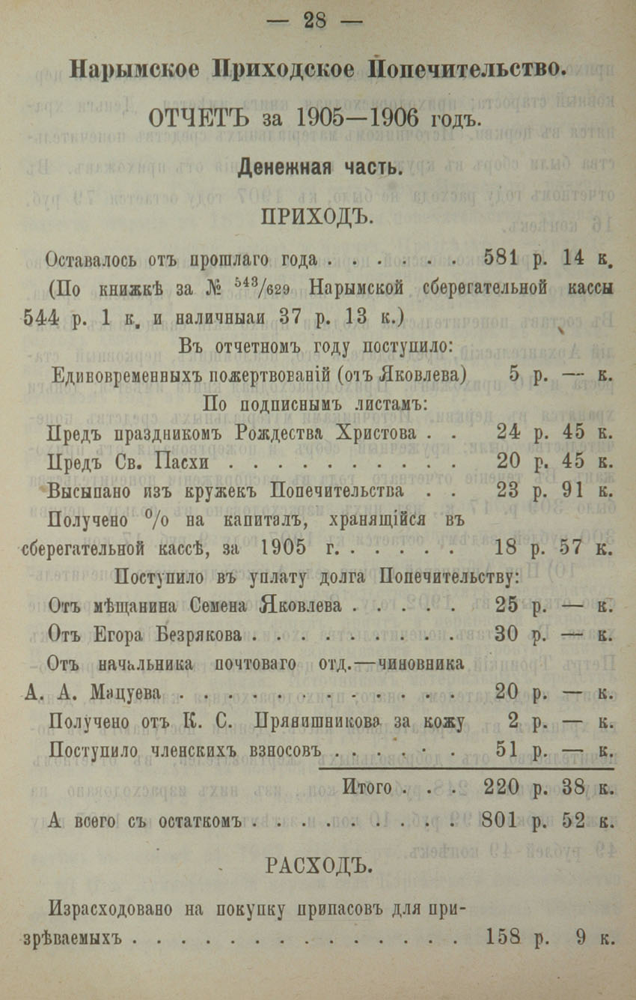 — 28 —
Нарымское Приходское Попечительство.
ОТЧЕТЪ за 1905—1906 годъ.
Денежная часть.
ПРИХОДЪ.
Оставалось отъ прошлаго года . . . . . . 581 р. 14 к.
(По книжкѣ за № 543/629 Нарымской сберегательной кассы
544 р. 1 к. и наличныаи 37 р. 13 к.)
Въ отчетномъ году поступило:
Единовременныхъ пожертвованій (отъ Яковлева) 5 р. — к.
По подписнымъ листамъ:
Предъ праздникомъ Рождества Христова . . 24 р. 45 к.
Предъ Св. Пасхи . . . . . . . . . . 20 р. 45 к.
Высыпано изъ кружекъ Попечительства . . 23 р. 91 к.
Получено % на капиталъ, хранящійся въ
сберегательной кассѣ, за 1905 г. . . . . . 18 р. 57 к.
Поступило въ уплату долга Попечительству:
Отъ мѣщанина Семена Яковлева . . . . . 25 р. — к.
Отъ Егора Безрякова . . . . . . . . . 30 р. — к.
Отъ начальника почтоваго отд.—чиновника
А. А. Мацуева . . . . . . . . . . . . 20 р. — к.
Получено отъ К. С. Прянишникова за кожу 2 р. — к.
Поступило членскихъ взносовъ . . . . . . 51 р. — к.
Итого . . . 220 р. 38 к.
А всего съ остаткомъ . . . . . . . . . 801 р. 52 к.
РАСХОДЪ.
Израсходовано на покупку припасовъ для при-
зрѣваемыхъ . . . . . . . . . . . . . . 158 р. 9 к.